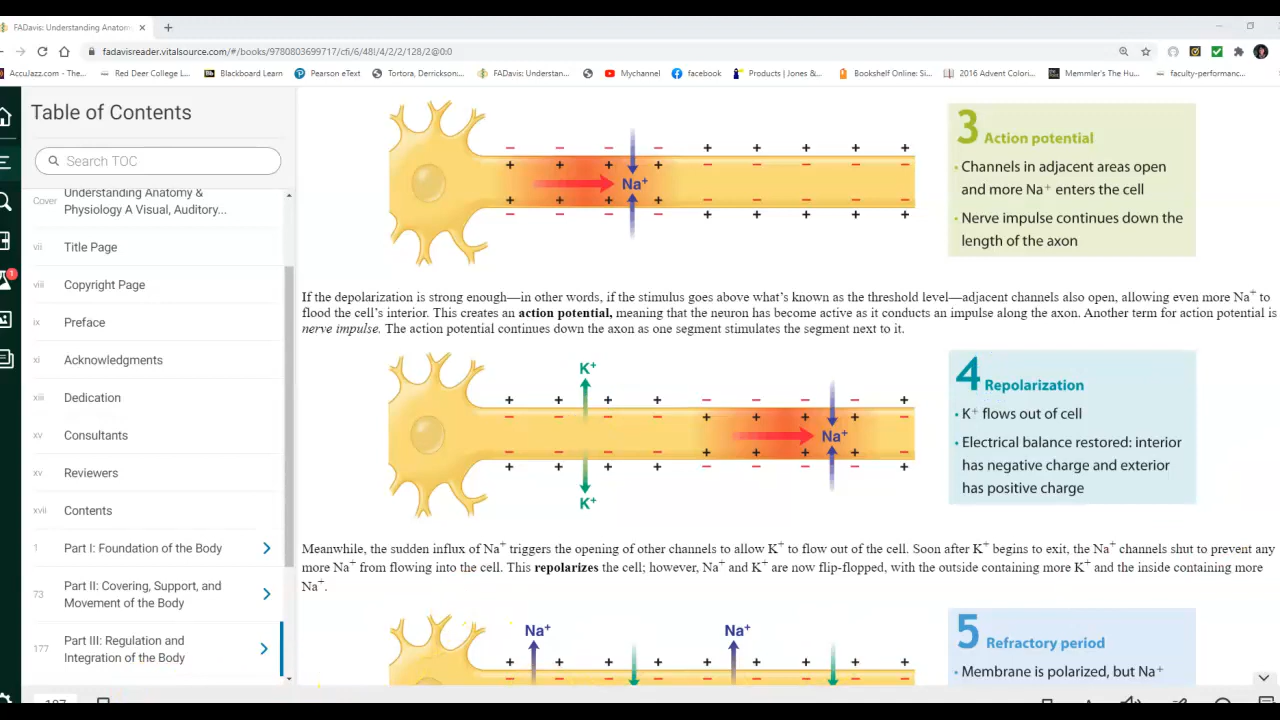 FADavis: Understanding Anatom
fadavisreader.vitalsource.com/#/books/9780803699717/cfi/6/48!/4/2/2/128/2@0:0
AccuJazz.com - The... Red Deer College L... Blackboard Learn Pearson eText Tortora, Derrickson:... FADavis: Understan... Mychannel facebook Products | Jones &... Bookshelf Online: Si... 2016 Advent Colori... Memmler's The Hu... faculty-performanc...
Table of Contents
Search TOC
Cover Understanding Anatomy &
Physiology A Visual, Auditory...
vii Title Page
viii Copyright Page
ix Preface
xi Acknowledgments
xiii Dedication
xv Consultants
xv Reviewers
xvii Contents
1 Part I: Foundation of the Body
73 Part II: Covering, Support, and
Movement of the Body
177 Part III: Regulation and
Integration of the Body
1
Na+
3 Action potential
• Channels in adjacent areas open
and more Na+ enters the cell
• Nerve impulse continues down the
length of the axon
If the depolarization is strong enough—in other words, if the stimulus goes above what's known as the threshold level—adjacent channels also open, allowing even more Na+ to
flood the cell's interior. This creates an action potential, meaning that the neuron has become active as it conducts an impulse along the axon. Another term for action potential is
nerve impulse. The action potential continues down the axon as one segment stimulates the segment next to it.
K+
Na+
K+
4 Repolarization
• K+ flows out of cell
• Electrical balance restored: interior
has negative charge and exterior
has positive charge
Meanwhile, the sudden influx of Na+ triggers the opening of other channels to allow K+ to flow out of the cell. Soon after K+ begins to exit, the Na+ channels shut to prevent any
more Na+ from flowing into the cell. This repolarizes the cell; however, Na+ and K+ are now flip-flopped, with the outside containing more K+ and the inside containing more
Na+.
Na+ Na+
5 Refractory period
• Membrane is polarized, but Na+